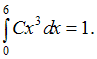 ∫₀⁶ Cx³ dx = 1.